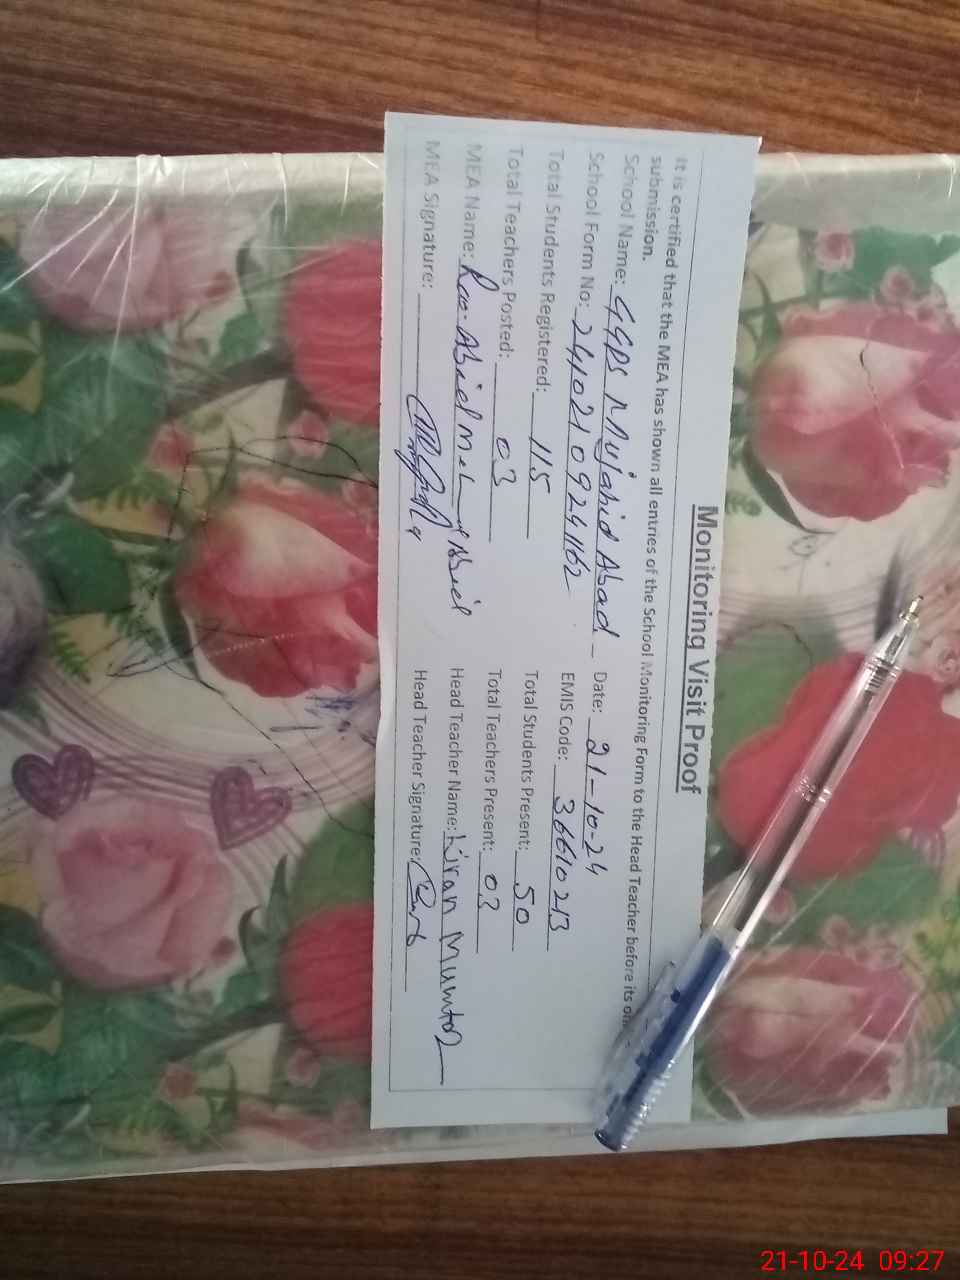 Monitoring Visit Proof
It is certified that the MEA has shown all entries of the School Monitoring Form to the Head Teacher before its
submission.
School Name: GGPS Mujahid Abad Date: 21-10-24
School Form No: EMIS Code: 36610213
Total Students Registered: 115 Total Students Present: 50
Total Teachers Posted: 03 Total Teachers Present: 03
MEA Name: Rao Abid Abid Head Teacher Name: Kiran Mumtaz
MEA Signature: Head Teacher Signature:
21-10-24 09:27